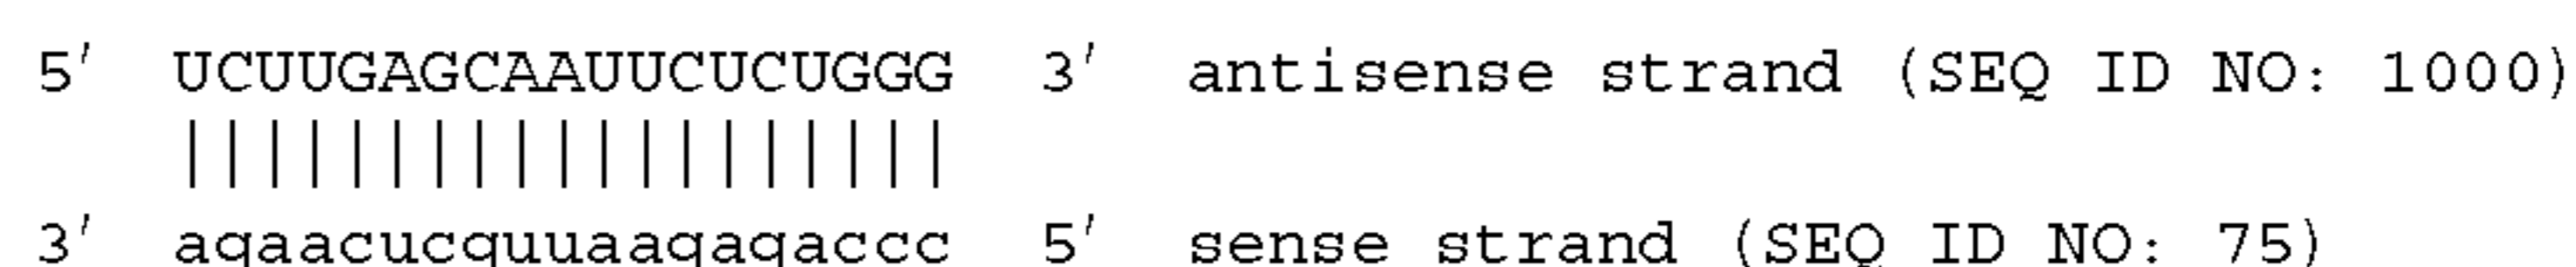 5' UCUUGAGCAAUUCUCUGGG 3' antisense strand (SEQ ID NO: 1000)
|||||||||||||||||||
3' agaacucguuaagagaccc 5' sense strand (SEQ ID NO: 75)